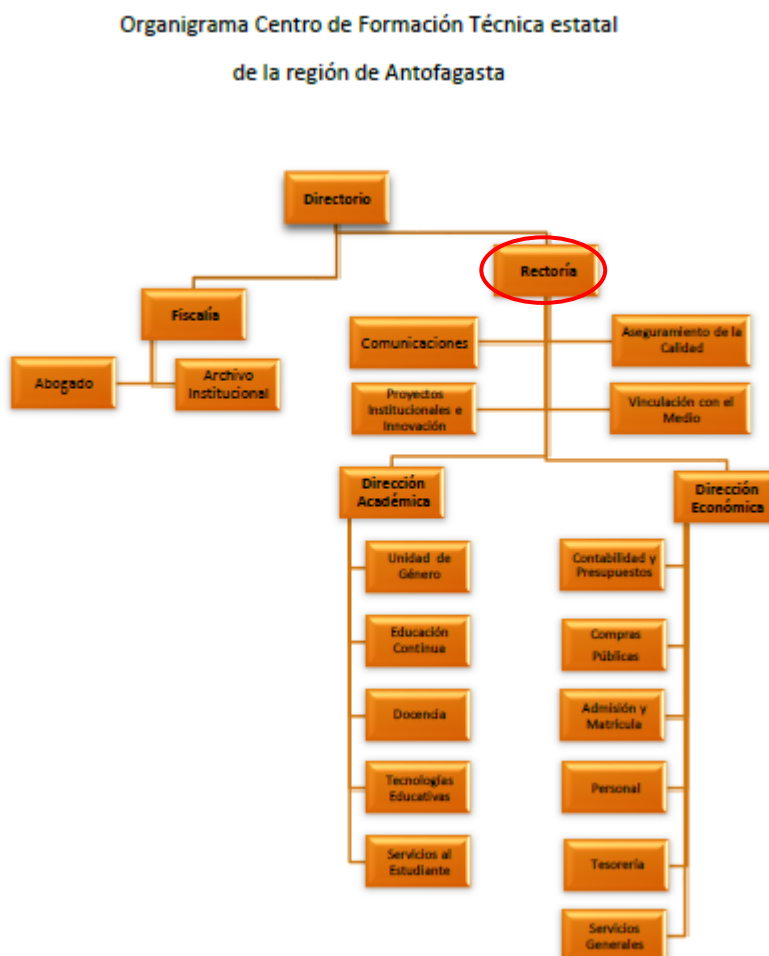 Organigrama Centro de Formación Técnica estatal
de la región de Antofagasta
Directorio
Rectoría
Fiscalía
Comunicaciones
Aseguramiento de la
Calidad
Abogado
Archivo
Institucional
Proyectos
Institucionales e
Innovación
Vinculación con el
Medio
Dirección
Académica
Dirección
Económica
Unidad de
Género
Contabilidad y
Presupuestos
Educación
Continua
Compras
Públicas
Docencia
Admisión y
Matrícula
Tecnologías
Educativas
Personal
Servicios al
Estudiante
Tesorería
Servicios
Generales